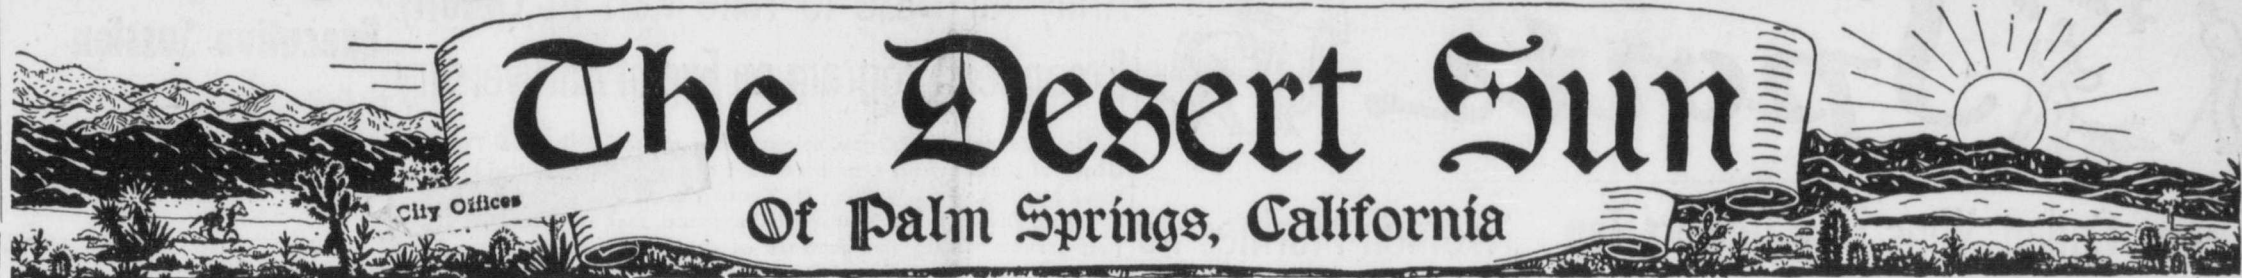 The Desert Sun
City Offices
Of Palm Springs, California